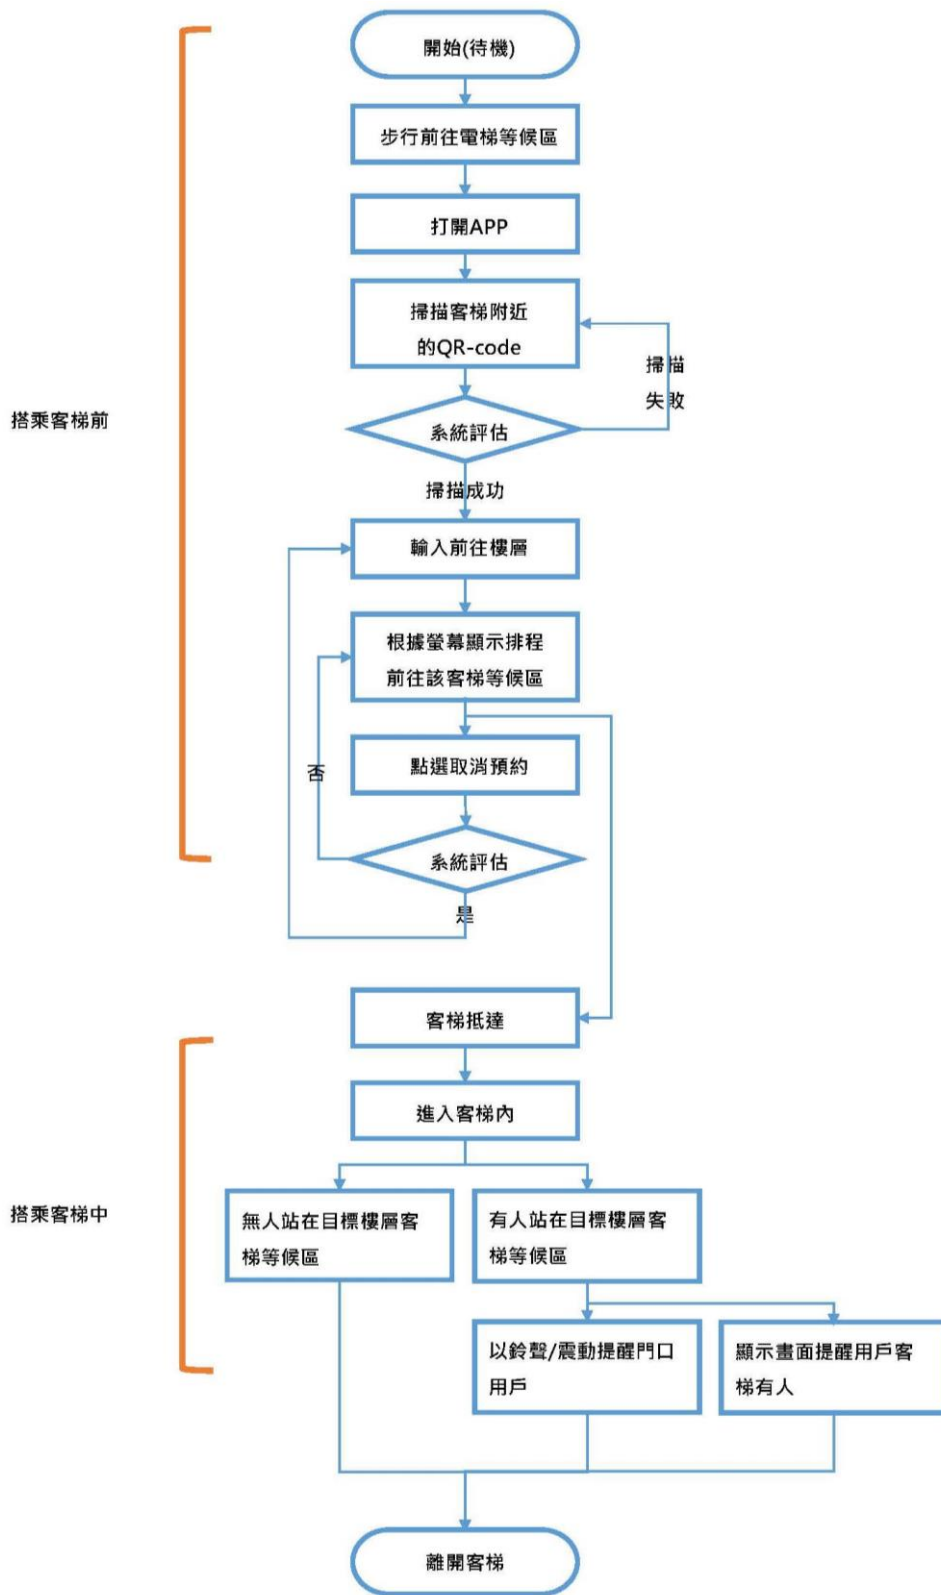 開始(待機)
步行前往電梯等候區
打開APP
掃描客梯附近
的QR-code
掃描
失敗
搭乘客梯前
系統評估
掃描成功
輸入前往樓層
根據螢幕顯示排程
前往該客梯等候區
點選取消預約
否
系統評估
是
客梯抵達
進入客梯內
搭乘客梯中
無人站在目標樓層客
梯等候區
有人站在目標樓層客
梯等候區
以鈴聲/震動提醒門口
用戶
顯示畫面提醒用戶客
梯有人
離開客梯